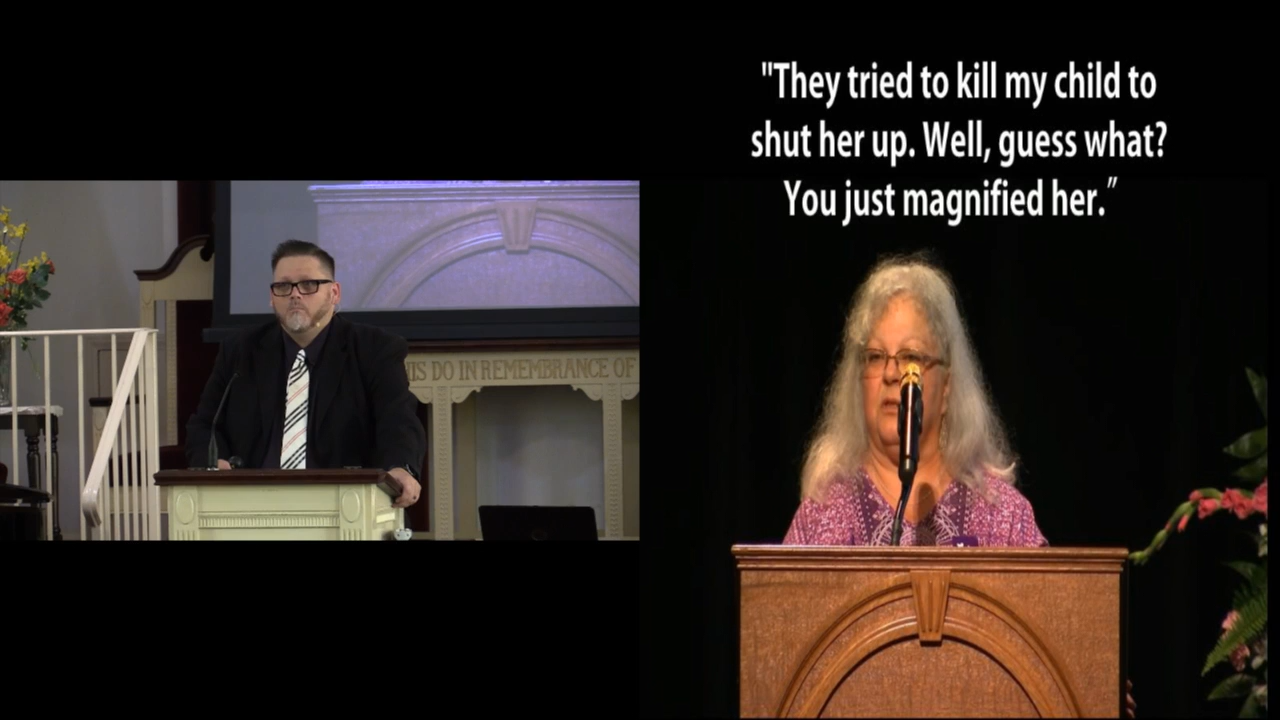 "They tried to kill my child to
shut her up. Well, guess what?
You just magnified her."
HIS DO IN REMEMBRANCE OF